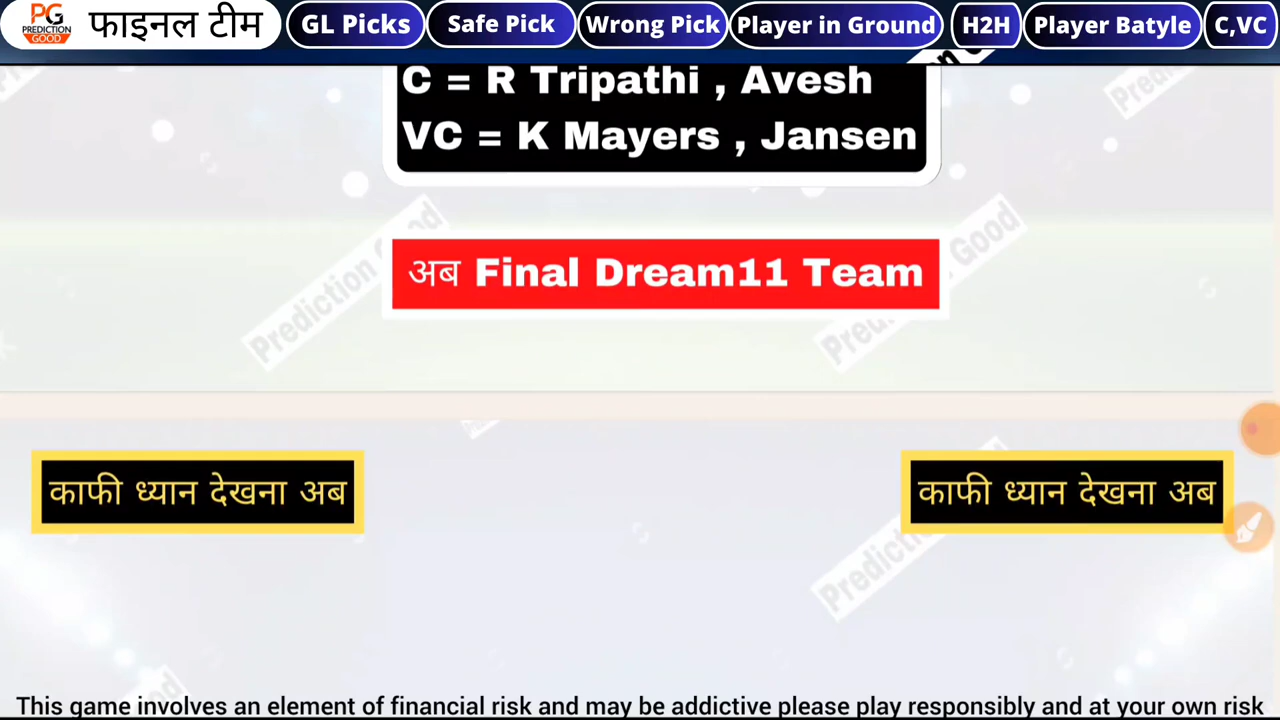 PG
PREDICTION
GOOD
फाइनल टीम
GL Picks
Safe Pick
Wrong Pick
Player in Ground
H2H
Player Batyle
C,VC
C = R Tripathi , Avesh
VC = K Mayers , Jansen
अब Final Dream11 Team
काफी ध्यान देखना अब
काफी ध्यान देखना अब
This game involves an element of financial risk and may be addictive please play responsibly and at your own risk